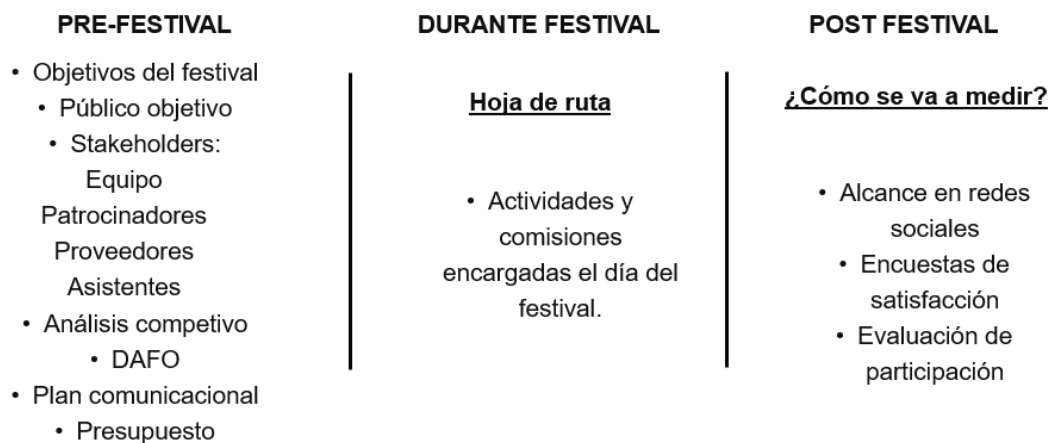 PRE-FESTIVAL
• Objetivos del festival
• Público objetivo
• Stakeholders:
Equipo
Patrocinadores
Proveedores
Asistentes
• Análisis competivo
• DAFO
• Plan comunicacional
• Presupuesto
DURANTE FESTIVAL
Hoja de ruta
• Actividades y
comisiones
encargadas el día del
festival.
POST FESTIVAL
¿Cómo se va a medir?
• Alcance en redes
sociales
• Encuestas de
satisfacción
• Evaluación de
participación